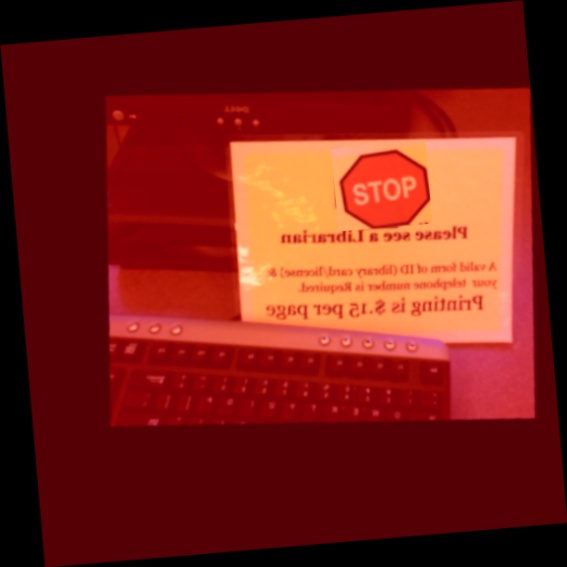 DELL
STOP
Please see a Librarian
A valid form of ID (library card/license) &
your telephone number is Required.
Printing is $.15 per page